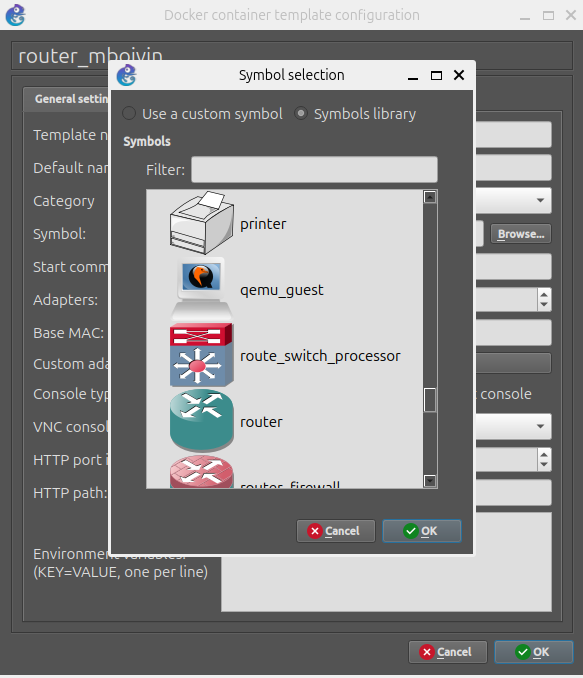 Docker container template configuration
router_mboivin
Symbol selection
Use a custom symbol
Symbols library
Symbols
Filter:
printer
qemu_guest
route_switch_processor
router
router_firewall
Cancel
OK
General settin
Template n
Default nam
Category
Symbol:
Browse...
Start comm
Adapters:
Base MAC:
Custom ada
Console typ
console
VNC consol
HTTP port i
HTTP path:
Environment variables:
(KEY=VALUE, one per line)
Cancel
OK